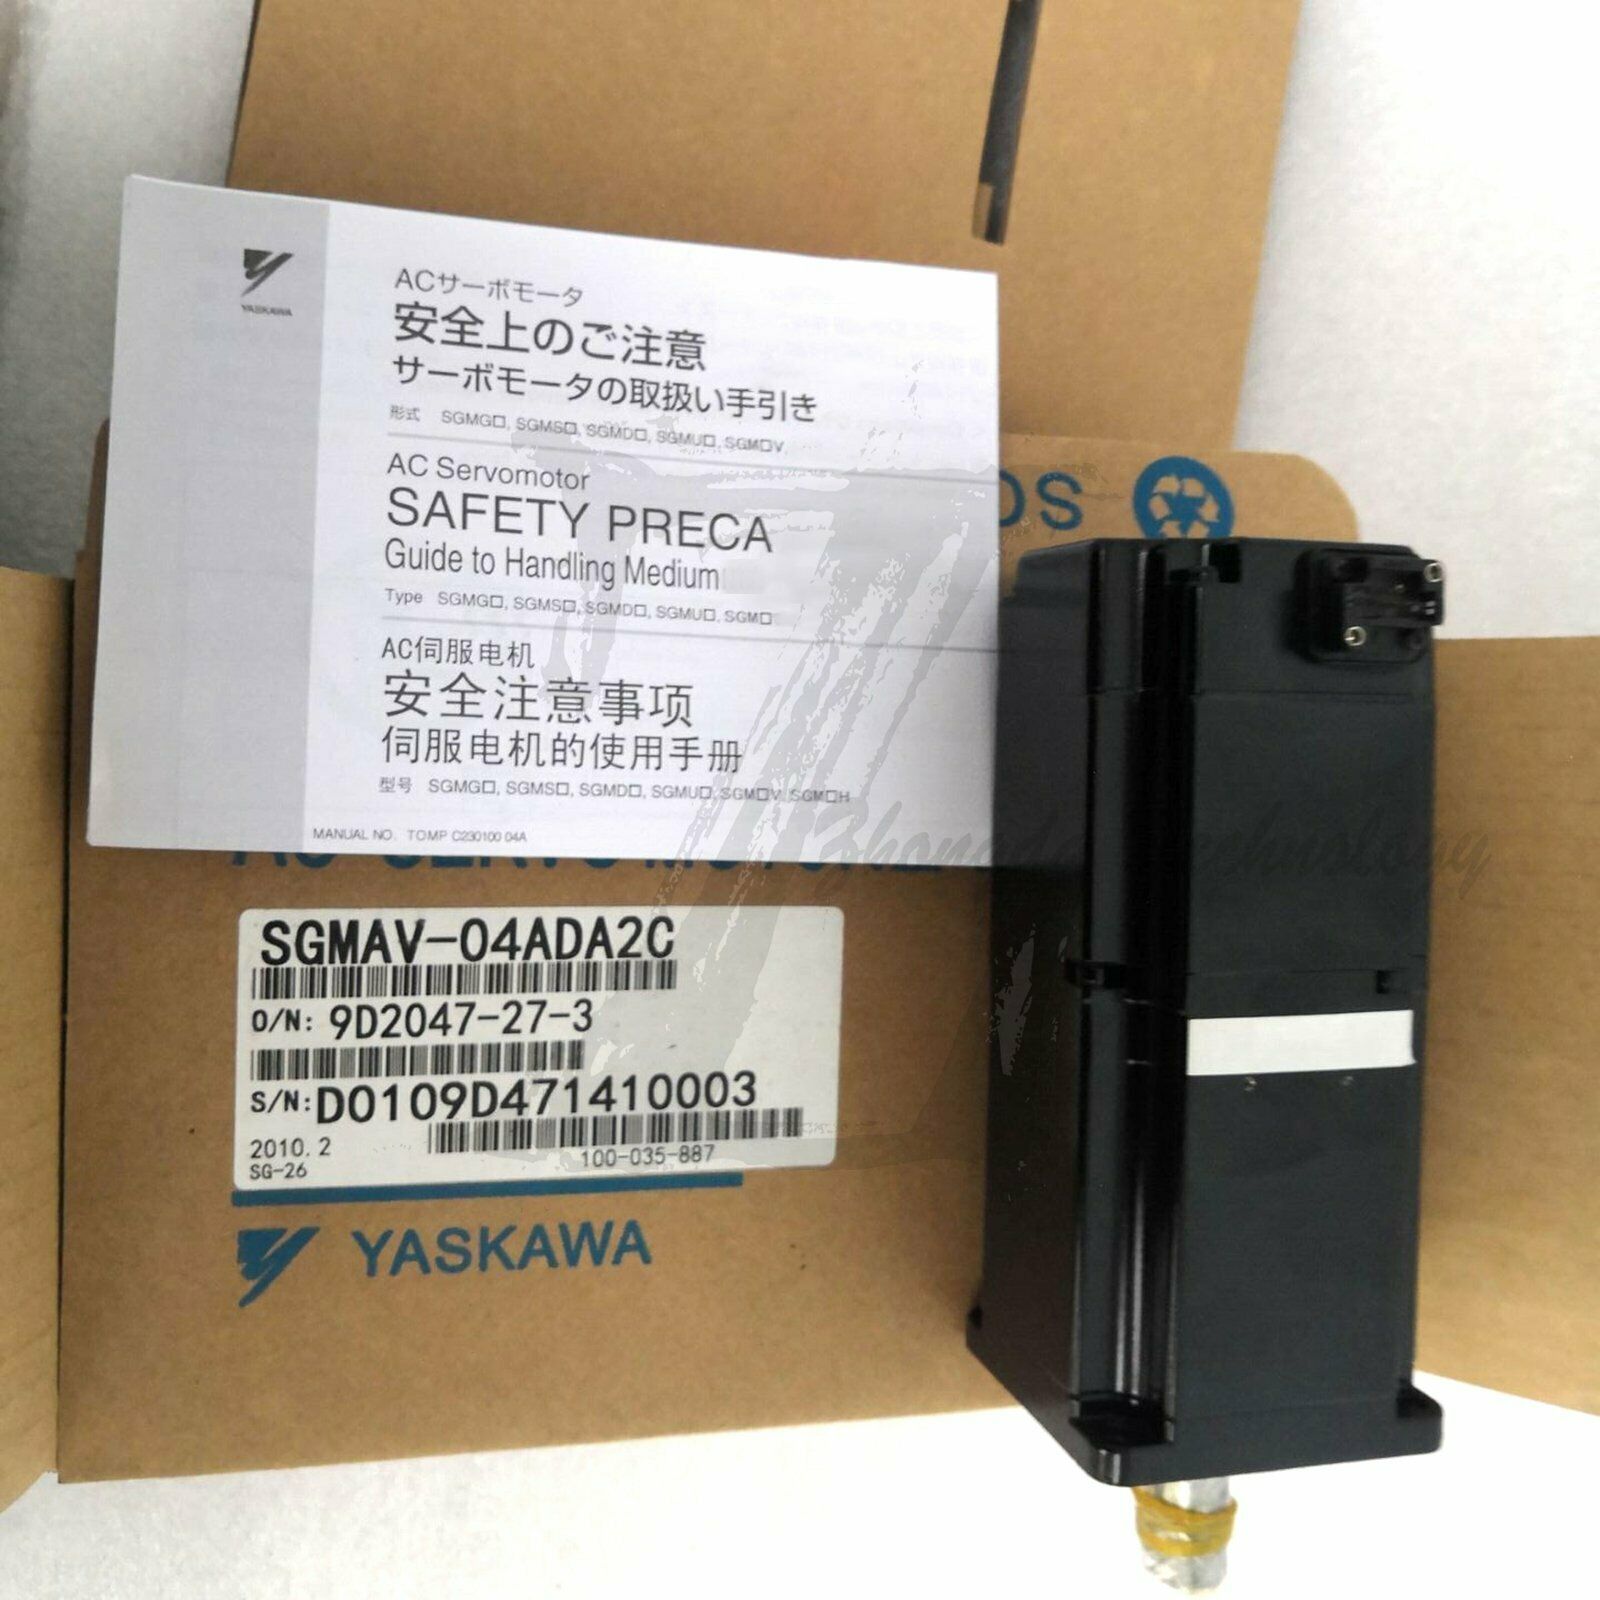 YASKAWA
ACサーボモータ
安全上のご注意
サーボモータの取扱い手引き
形式 SGMG□, SGMS□, SGMD□, SGMU□, SGM□V,
AC Servomotor
SAFETY PRECA
Guide to Handling Medium
Type SGMG□, SGMS□, SGMD□, SGMU□, SGM□
AC伺服电机
安全注意事项
伺服电机的使用手册
型号 SGMG□, SGMS□, SGMD□, SGMU□, SGM□V, SGM□H
MANUAL NO. TOMP C230100 04A
DS
Technology
SGMAV-04ADA2C
O/N: 9D2047-27-3
S/N: D0109D471410003
2010.2
SG-26
100-035-887
YASKAWA